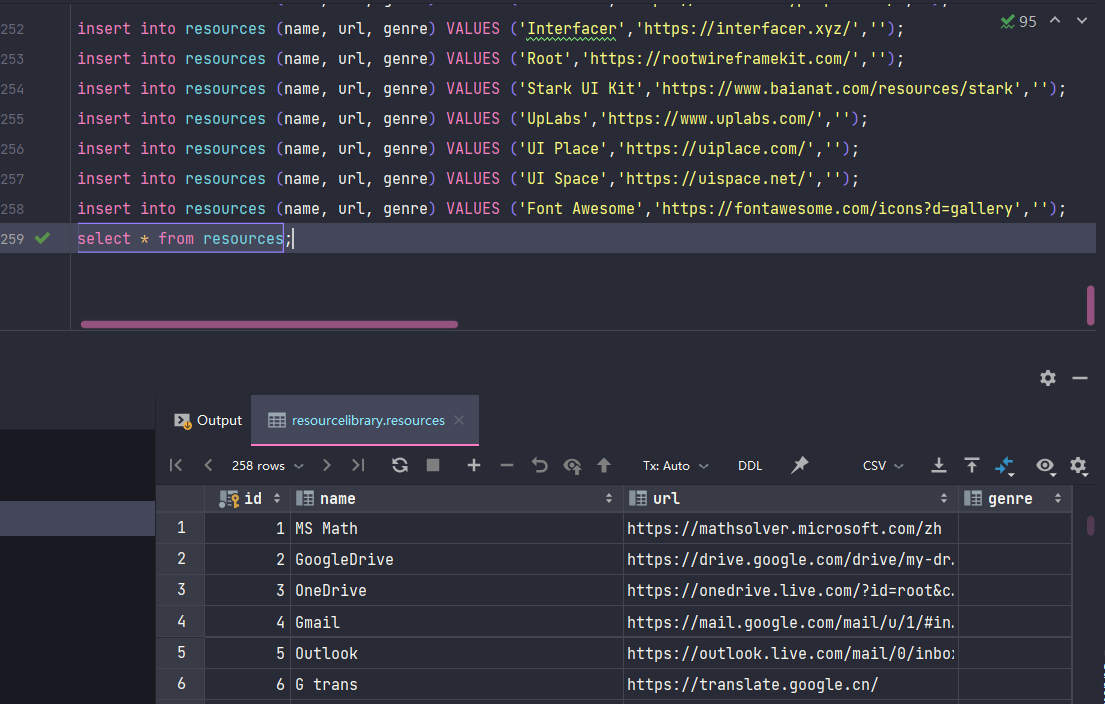 252 insert into resources (name, url, genre) VALUES ('Interfacer','https://interfacer.xyz/','');
95
253 insert into resources (name, url, genre) VALUES ('Root','https://rootwireframekit.com/','');
254 insert into resources (name, url, genre) VALUES ('Stark UI Kit','https://www.baianat.com/resources/stark','');
255 insert into resources (name, url, genre) VALUES ('UpLabs','https://www.uplabs.com/','');
256 insert into resources (name, url, genre) VALUES ('UI Place','https://uiplace.com/','');
257 insert into resources (name, url, genre) VALUES ('UI Space','https://uispace.net/','');
258 insert into resources (name, url, genre) VALUES ('Font Awesome','https://fontawesome.com/icons?d=gallery','');
259 select * from resources;
Output resourcelibrary.resources
258 rows Tx: Auto DDL CSV
id name url genre
1 1 MS Math https://mathsolver.microsoft.com/zh
2 2 GoogleDrive https://drive.google.com/drive/my-dr.
3 3 OneDrive https://onedrive.live.com/?id=root&c.
4 4 Gmail https://mail.google.com/mail/u/1/#in.
5 5 Outlook https://outlook.live.com/mail/0/inbo
6 6 G trans https://translate.google.cn/